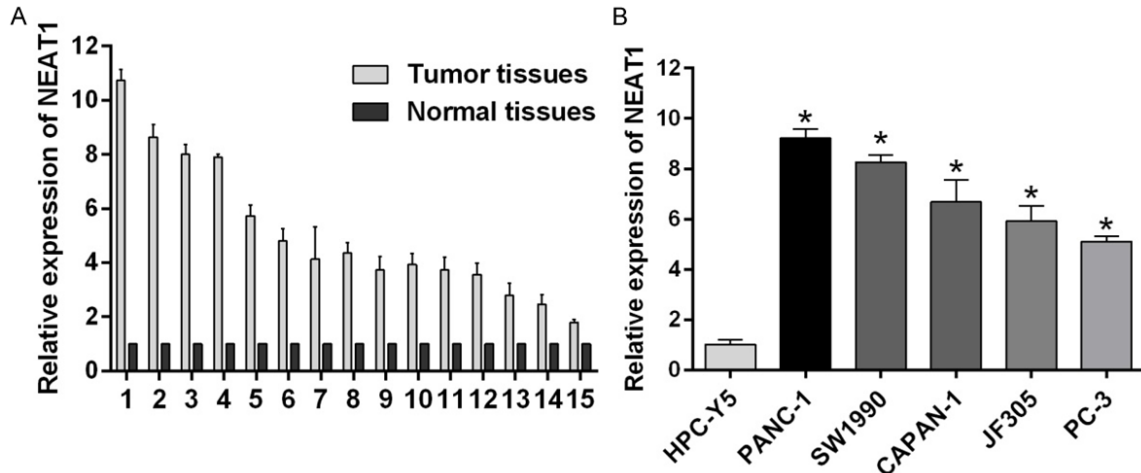 A
Relative expression of NEAT1
12
10
8
6
4
2
0
Tumor tissues
Normal tissues
1 2 3 4 5 6 7 8 9 10 11 12 13 14 15
B
Relative expression of NEAT1
12
10
8
6
4
2
0
* * * * *
HPC-Y5 PANC-1 SW1990 CAPAN-1 JF305 PC-3